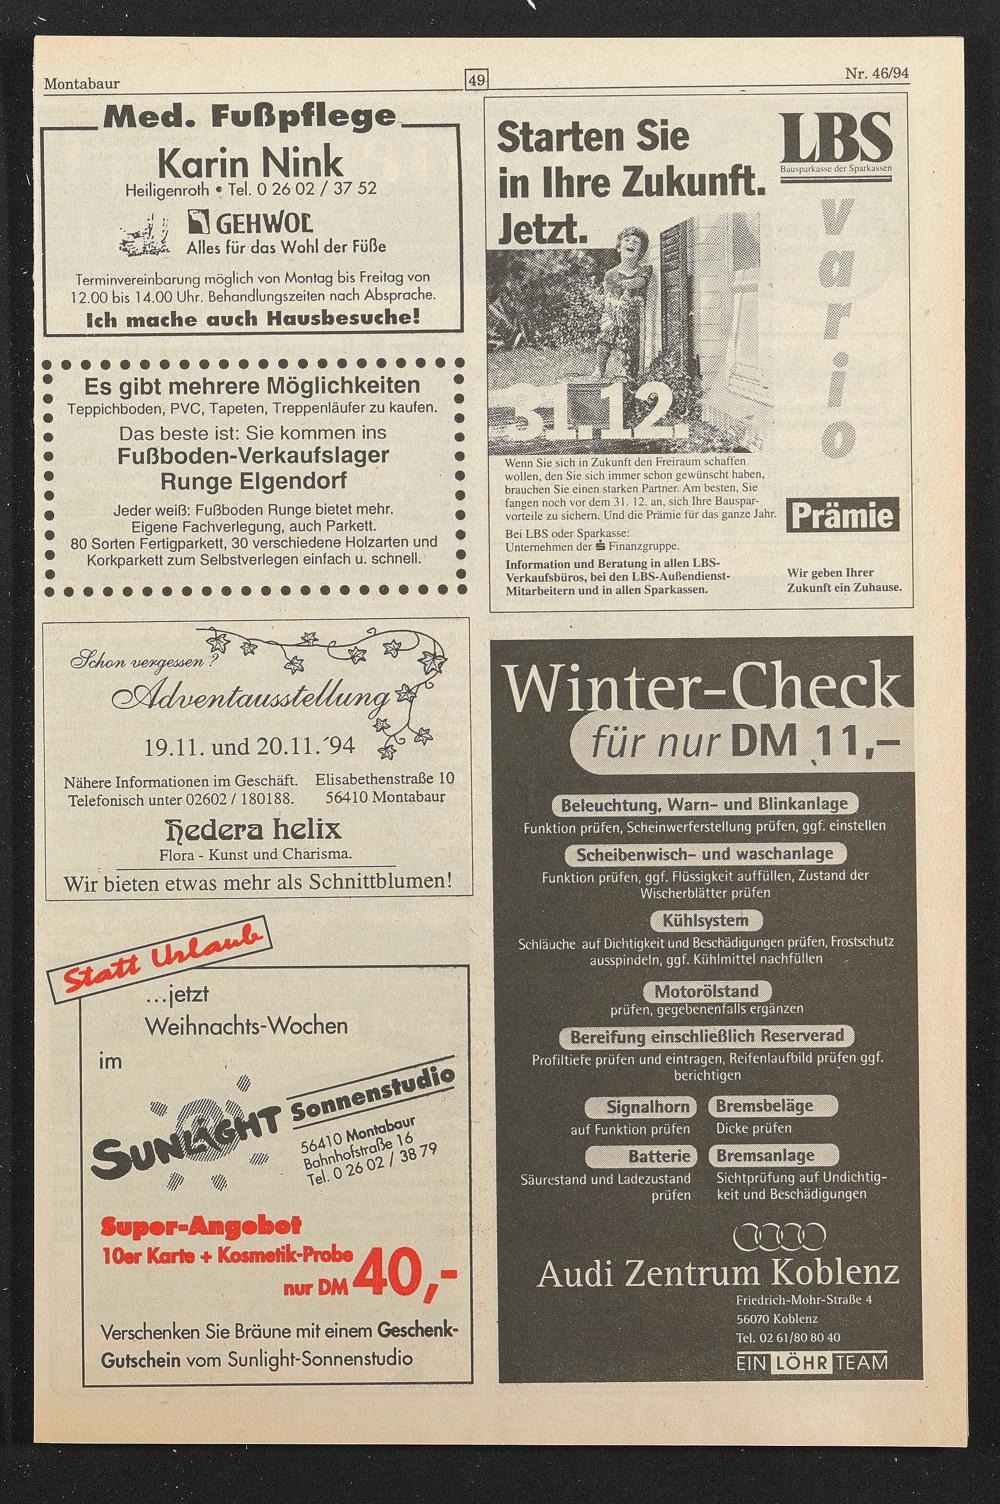 Montabaur
49
Nr. 46/94
Med. Fußpflege
Karin Nink
Heiligenroth • Tel. 0 26 02 / 37 52
GEHWOL
Alles für das Wohl der Füße
Terminvereinbarung möglich von Montag bis Freitag von
12.00 bis 14.00 Uhr. Behandlungszeiten nach Absprache.
Ich mache auch Hausbesuche!
Es gibt mehrere Möglichkeiten
Teppichboden, PVC, Tapeten, Treppenläufer zu kaufen.
Das beste ist: Sie kommen ins
Fußboden-Verkaufslager
Runge Elgendorf
Jeder weiß: Fußboden Runge bietet mehr.
Eigene Fachverlegung, auch Parkett.
80 Sorten Fertigparkett, 30 verschiedene Holzarten und
Korkparkett zum Selbstverlegen einfach u. schnell.
Schon vergessen ?
Adventausstellung
19.11. und 20.11.´94
Nähere Informationen im Geschäft. Elisabethenstraße 10
Telefonisch unter 02602 / 180188. 56410 Montabaur
Hedera helix
Flora - Kunst und Charisma.
Wir bieten etwas mehr als Schnittblumen!
Statt Urlaub
...jetzt
Weihnachts-Wochen
im
SUNLIGHT Sonnenstudio
56410 Montabaur
Bahnhofstraße 16
Tel. 0 26 02 / 38 79
Super-Angebot
10er Karte + Kosmetik-Probe
nur DM 40,-
Verschenken Sie Bräune mit einem Geschenk-
Gutschein vom Sunlight-Sonnenstudio
Starten Sie
in Ihre Zukunft.
Jetzt.
LBS
Bausparkasse der Sparkassen
vario
31.12.
Wenn Sie sich in Zukunft den Freiraum schaffen
wollen, den Sie sich immer schon gewünscht haben,
brauchen Sie einen starken Partner. Am besten, Sie
fangen noch vor dem 31. 12. an, sich Ihre Bauspar-
vorteile zu sichern. Und die Prämie für das ganze Jahr.
Bei LBS oder Sparkasse:
Unternehmen der S Finanzgruppe.
Information und Beratung in allen LBS-
Verkaufsbüros, bei den LBS-Außendienst-
Mitarbeitern und in allen Sparkassen.
Prämie
Wir geben Ihrer
Zukunft ein Zuhause.
Winter-Check
für nur DM 11,–
Beleuchtung, Warn- und Blinkanlage
Funktion prüfen, Scheinwerferstellung prüfen, ggf. einstellen
Scheibenwisch- und waschanlage
Funktion prüfen, ggf. Flüssigkeit auffüllen, Zustand der
Wischerblätter prüfen
Kühlsystem
Schläuche auf Dichtigkeit und Beschädigungen prüfen, Frostschutz
ausspindeln, ggf. Kühlmittel nachfüllen
Motorölstand
prüfen, gegebenenfalls ergänzen
Bereifung einschließlich Reserverad
Profiltiefe prüfen und eintragen, Reifenlaufbild prüfen ggf.
berichtigen
Signalhorn
auf Funktion prüfen
Bremsbeläge
Dicke prüfen
Batterie
Säurestand und Ladezustand
prüfen
Bremsanlage
Sichtprüfung auf Undichtig-
keit und Beschädigungen
Audi Zentrum Koblenz
Friedrich-Mohr-Straße 4
56070 Koblenz
Tel. 02 61/80 80 40
EIN LÖHR TEAM